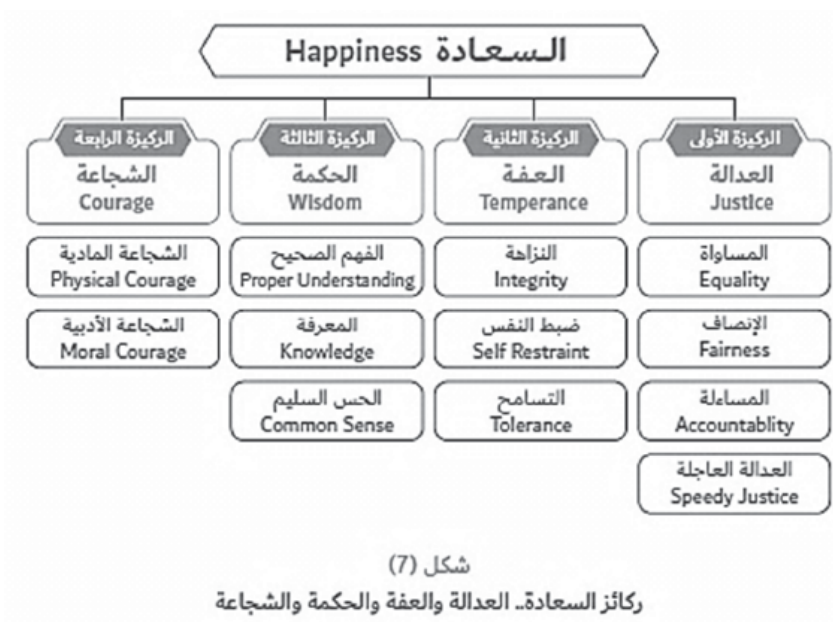 السعادة Happiness
الركيزة الأولى
العدالة
Justice
المساواة
Equality
الإنصاف
Fairness
المساءلة
Accountablity
العدالة العاجلة
Speedy Justice
الركيزة الثانية
العفة
Temperance
النزاهة
Integrity
ضبط النفس
Self Restraint
التسامح
Tolerance
الركيزة الثالثة
الحكمة
Wisdom
الفهم الصحيح
Proper Understanding
المعرفة
Knowledge
الحس السليم
Common Sense
الركيزة الرابعة
الشجاعة
Courage
الشجاعة المادية
Physical Courage
الشجاعة الأدبية
Moral Courage
شكل (7)
ركائز السعادة.. العدالة والعفة والحكمة والشجاعة